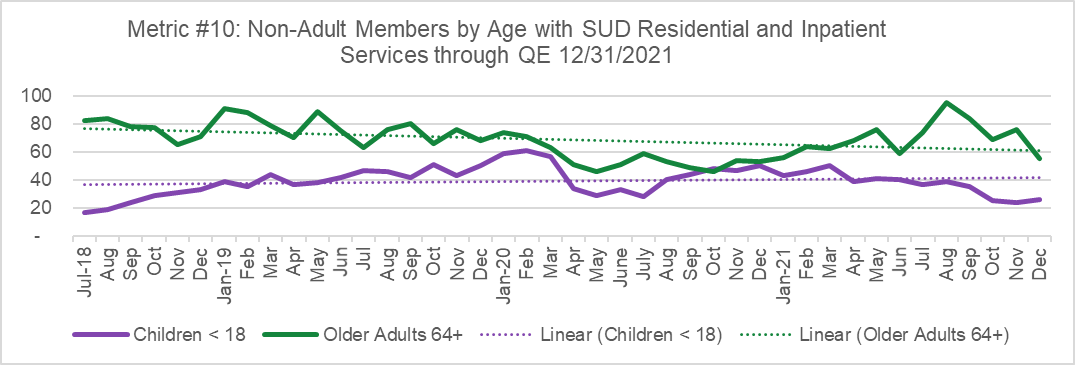 Metric #10: Non-Adult Members by Age with SUD Residential and Inpatient
Services through QE 12/31/2021
100
80
60
40
20
-
Jul-18 Aug Sep Oct Nov Dec Jan-19 Feb Mar Apr May Jun Jul Aug Sep Oct Nov Dec Jan-20 Feb Mar Apr May June July Aug Sep Oct Nov Dec Jan-21 Feb Mar Apr May Jun Jul Aug Sep Oct Nov Dec
Children < 18 Older Adults 64+ Linear (Children < 18) Linear (Older Adults 64+)